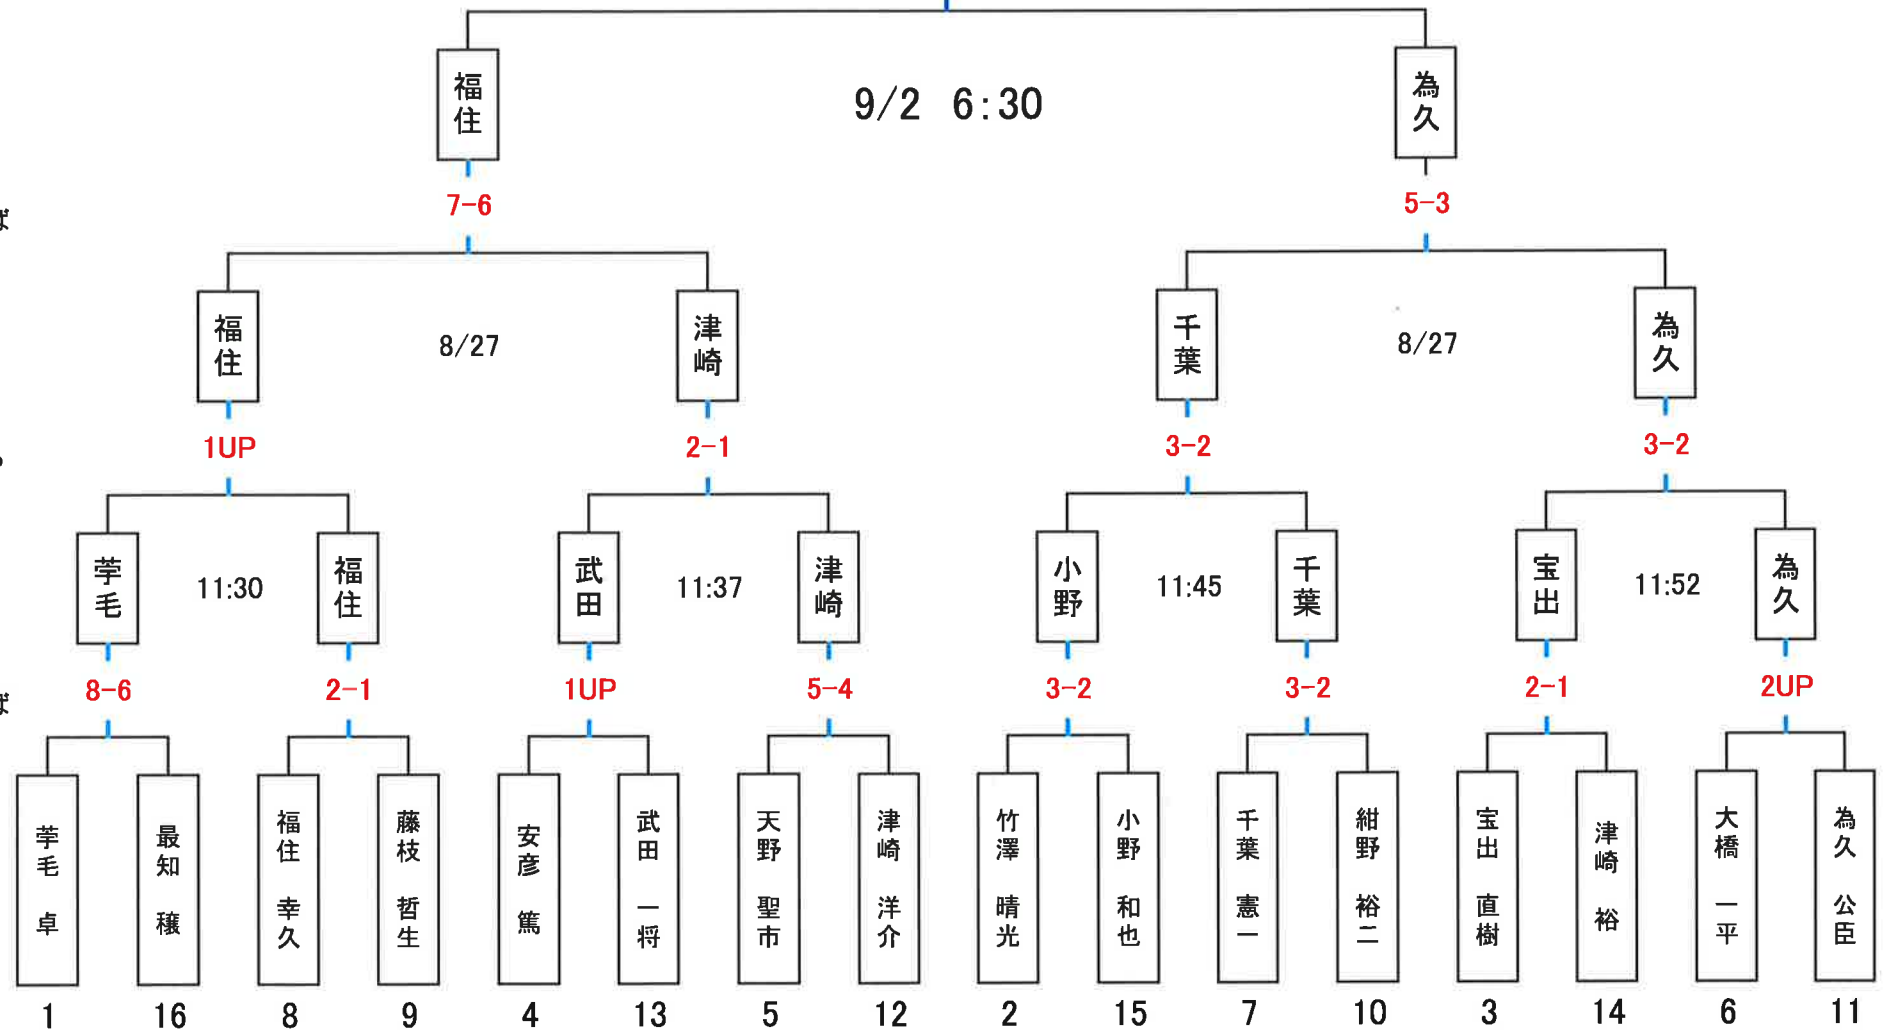 福住
9/2 6:30
為久
7-6
5-3
ば
福住
8/27
津崎
千葉
8/27
為久
1UP
2-1
3-2
3-2
。
苧毛
11:30
福住
武田
11:37
津崎
小野
11:45
千葉
宝出
11:52
為久
8-6
2-1
1UP
5-4
3-2
3-2
2-1
2UP
ば
苧毛 卓
最知 穣
福住 幸久
藤枝 哲生
安彦 篤
武田 一将
天野 聖市
津崎 洋介
竹澤 晴光
小野 和也
千葉 憲一
紺野 裕二
宝出 直樹
津崎 裕
大橋 一平
為久 公臣
1
16
8
9
4
13
5
12
2
15
7
10
3
14
6
11